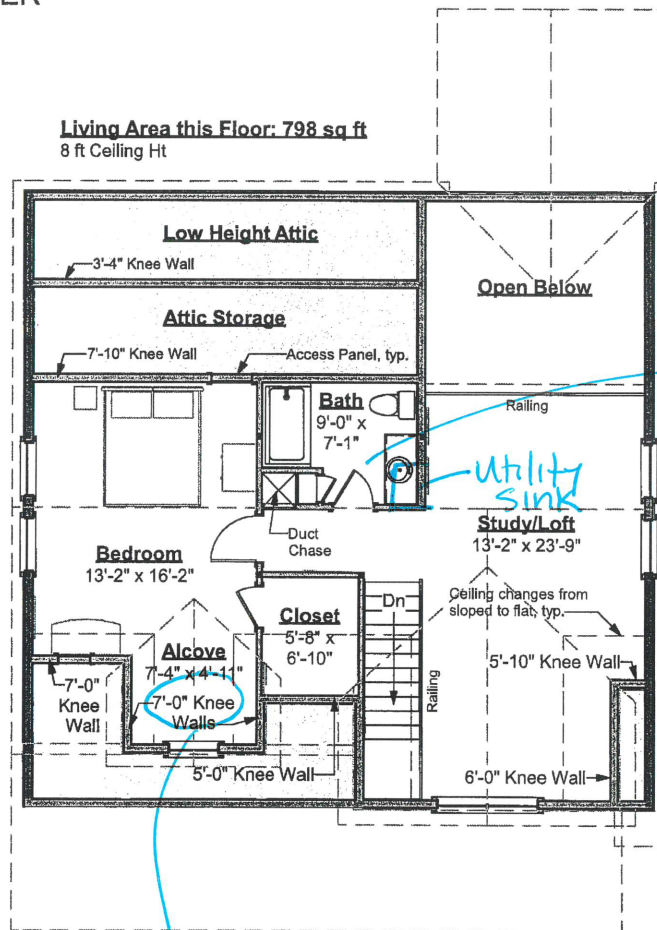 ER
Living Area this Floor: 798 sq ft
8 ft Ceiling Ht
Low Height Attic
3'-4" Knee Wall
Open Below
Attic Storage
7'-10" Knee Wall
Access Panel, typ.
Bath
9'-0" x
7'-1"
Railing
Utility
Sink
Duct
Chase
Study/Loft
13'-2" x 23'-9"
Bedroom
13'-2" x 16'-2"
Closet
5'-8" x
6'-10"
Dn
Ceiling changes from
sloped to flat, typ.
Alcove
7'-4" x 4'-11"
5'-10" Knee Wall
7'-0"
Knee
Wall
7'-0" Knee
Walls
Railing
5'-0" Knee Wall
6'-0" Knee Wall